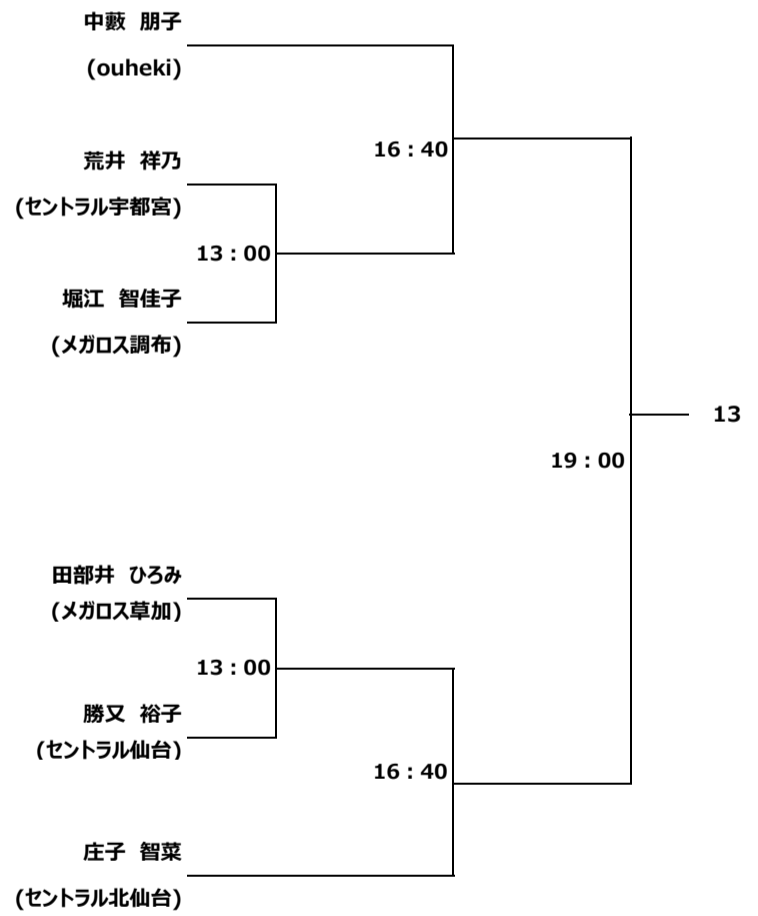 中藪 朋子
(ouheki)
16：40
荒井 祥乃
(セントラル宇都宮)
13：00
堀江 智佳子
(メガロス調布)
13
19：00
田部井 ひろみ
(メガロス草加)
13：00
勝又 裕子
(セントラル仙台)
16：40
庄子 智菜
(セントラル北仙台)